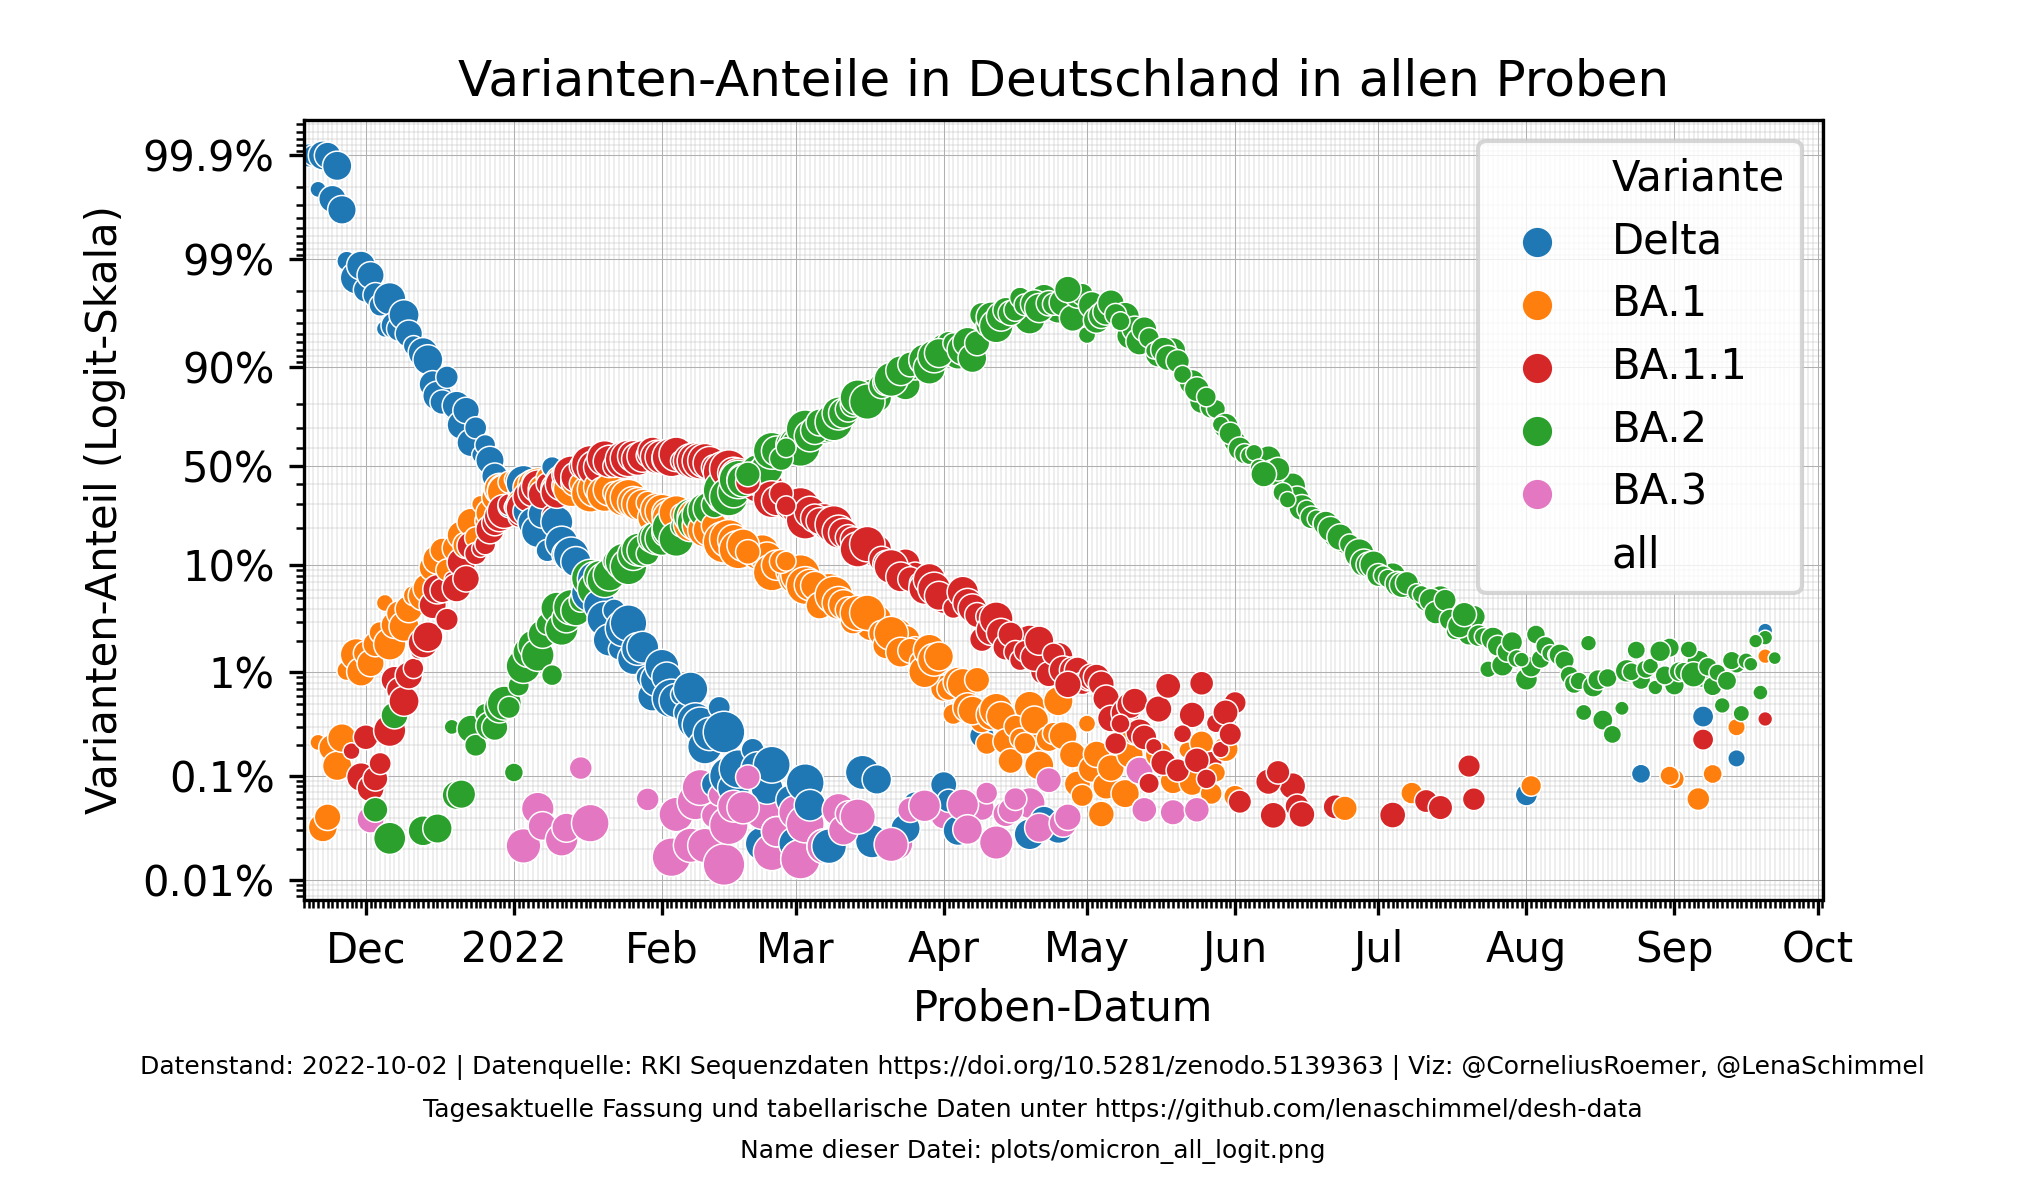 Varianten-Anteile in Deutschland in allen Proben
Varianten-Anteil (Logit-Skala)
99.9%
99%
90%
50%
10%
1%
0.1%
0.01%
Variante
Delta
BA.1
BA.1.1
BA.2
BA.3
all
Dec 2022 Feb Mar Apr May Jun Jul Aug Sep Oct
Proben-Datum
Datenstand: 2022-10-02 | Datenquelle: RKI Sequenzdaten https://doi.org/10.5281/zenodo.5139363 | Viz: @CorneliusRoemer, @LenaSchimmel
Tagesaktuelle Fassung und tabellarische Daten unter https://github.com/lenaschimmel/desh-data
Name dieser Datei: plots/omicron_all_logit.png